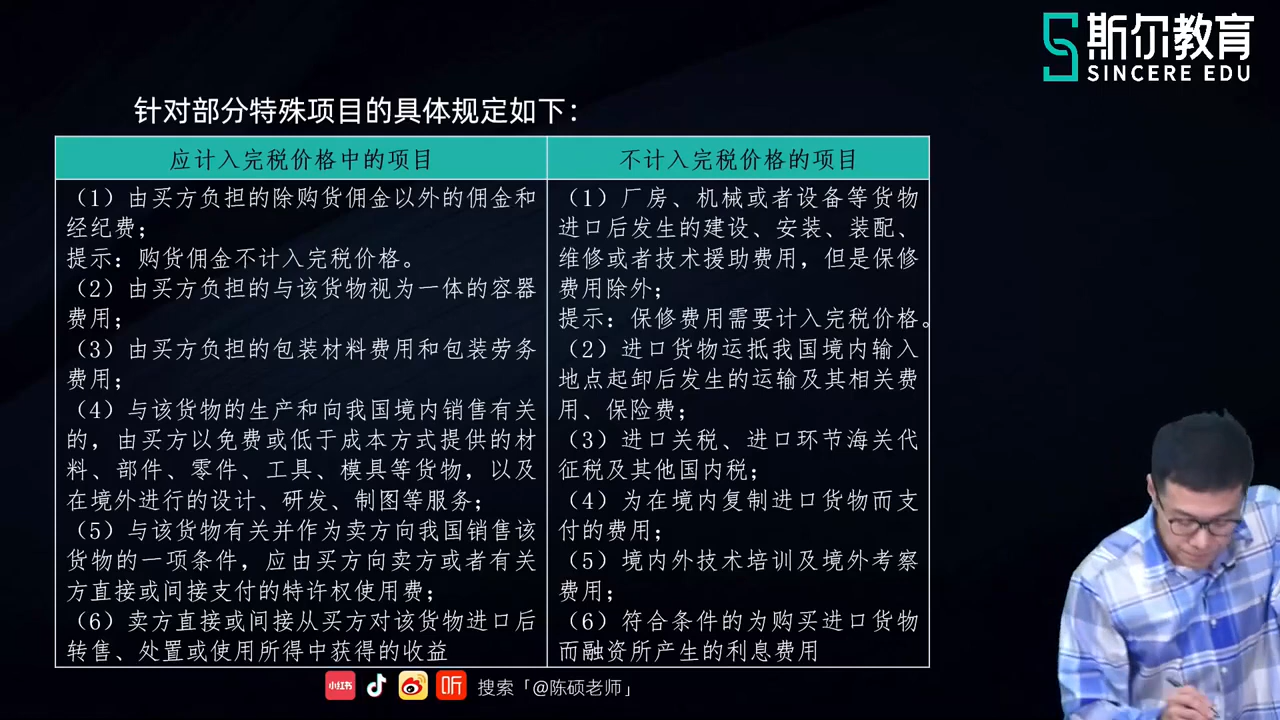 斯尔教育
SINCERE EDU
针对部分特殊项目的具体规定如下：
应计入完税价格中的项目
（1）由买方负担的除购货佣金以外的佣金和
经纪费；
提示：购货佣金不计入完税价格。
（2）由买方负担的与该货物视为一体的容器
费用；
（3）由买方负担的包装材料费用和包装劳务
费用；
（4）与该货物的生产和向我国境内销售有关
的，由买方以免费或低于成本方式提供的材
料、部件、零件、工具、模具等货物，以及
在境外进行的设计、研发、制图等服务；
（5）与该货物有关并作为卖方向我国销售该
货物的一项条件，应由买方向卖方或者有关
方直接或间接支付的特许权使用费；
（6）卖方直接或间接从买方对该货物进口后
转售、处置或使用所得中获得的收益
不计入完税价格的项目
（1）厂房、机械或者设备等货物
进口后发生的建设、安装、装配、
维修或者技术援助费用，但是保修
费用除外；
提示：保修费用需要计入完税价格。
（2）进口货物运抵我国境内输入
地点起卸后发生的运输及其相关费
用、保险费；
（3）进口关税、进口环节海关代
征税及其他国内税；
（4）为在境内复制进口货物而支
付的费用；
（5）境内外技术培训及境外考察
费用；
（6）符合条件的为购买进口货物
而融资所产生的利息费用
小红书
听
搜索「@陈硕老师」